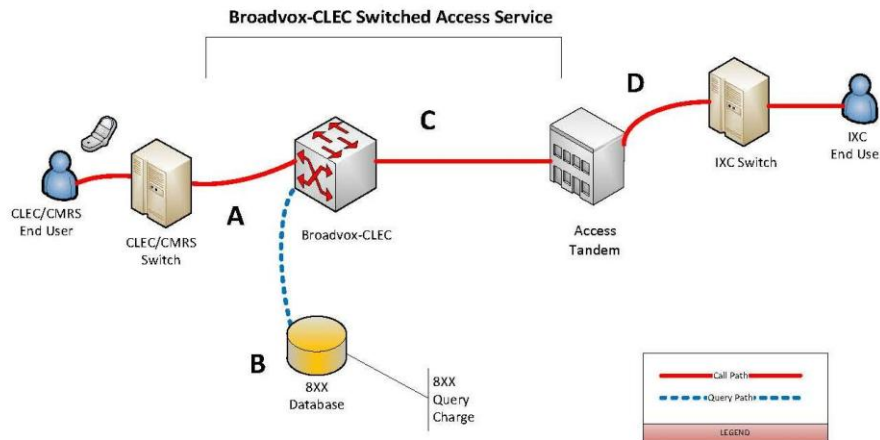 Broadvox-CLEC Switched Access Service
D
C
IXC Switch
IXC
End Use
CLEC/CMRS
End User
CLEC/CMRS
Switch
A
Broadvox-CLEC
Access
Tandem
B
8XX
Database
8XX
Query
Charge
Call Path
Query Path
LEGEND